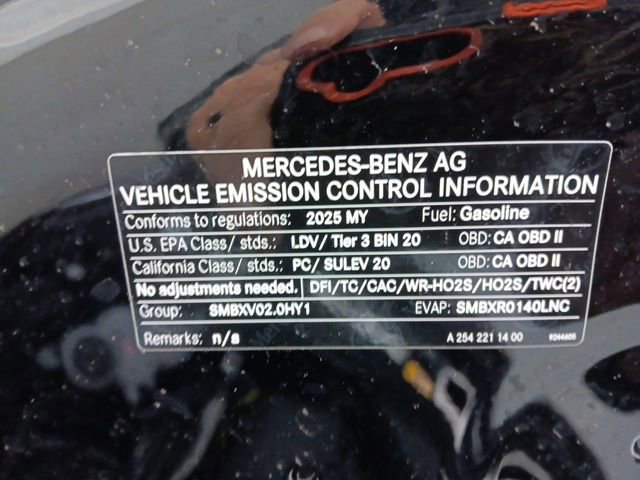 MERCEDES-BENZ AG
VEHICLE EMISSION CONTROL INFORMATION
Conforms to regulations: 2025 MY Fuel: Gasoline
U.S. EPA Class/ stds.: LDV/ Tier 3 BIN 20 OBD: CA OBD II
California Class/ stds.: PC/ SULEV 20 OBD: CA OBD II
No adjustments needed. DFI/TC/CAC/WR-HO2S/HO2S/TWC(2)
Group: SMBXV02.0HY1 EVAP: SMBXR0140LNC
Remarks: n/a A 254 221 14 00 9244605